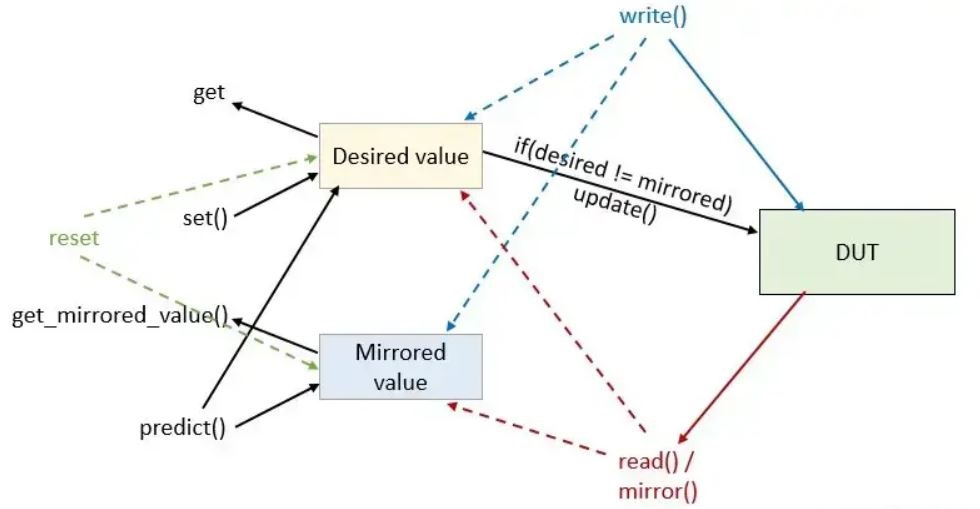 write()
get
if(desired != mirrored)
Desired value
update()
set()
reset
DUT
get_mirrored_value()
Mirrored
value
predict()
read() /
mirror()